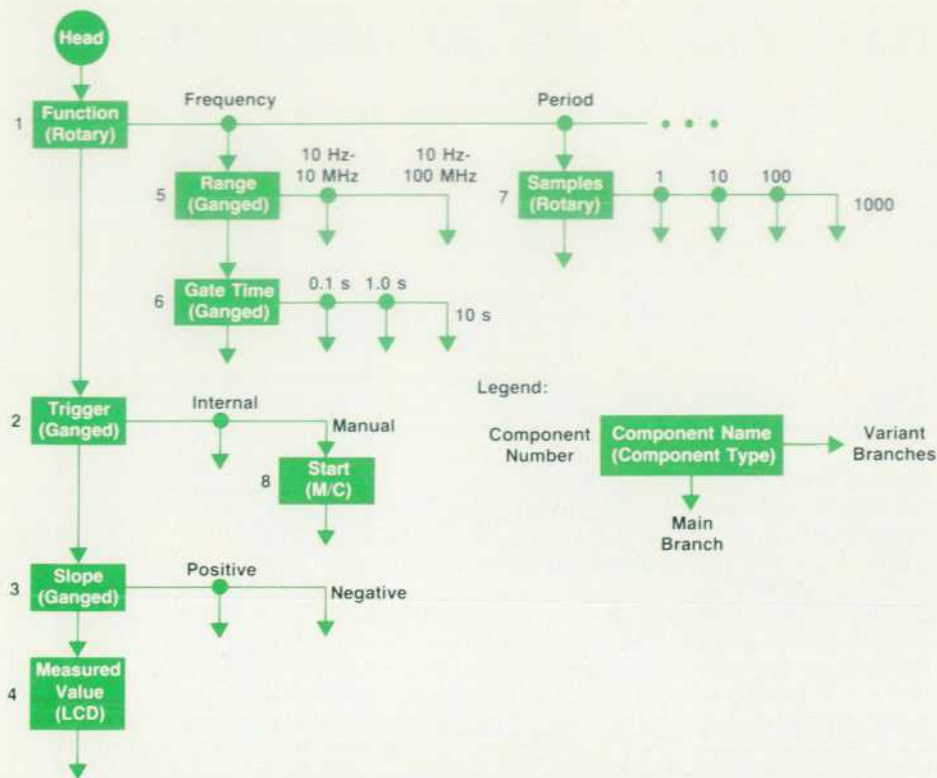 Head
1
Function
(Rotary)
Frequency
Period
5
Range
(Ganged)
10 Hz-
10 MHz
10 Hz-
100 MHz
7
Samples
(Rotary)
1
10
100
1000
6
Gate Time
(Ganged)
0.1 s
1.0 s
10 s
2
Trigger
(Ganged)
Internal
Manual
8
Start
(M/C)
Legend:
Component
Number
Component Name
(Component Type)
Variant
Branches
Main
Branch
3
Slope
(Ganged)
Positive
Negative
4
Measured
Value
(LCD)